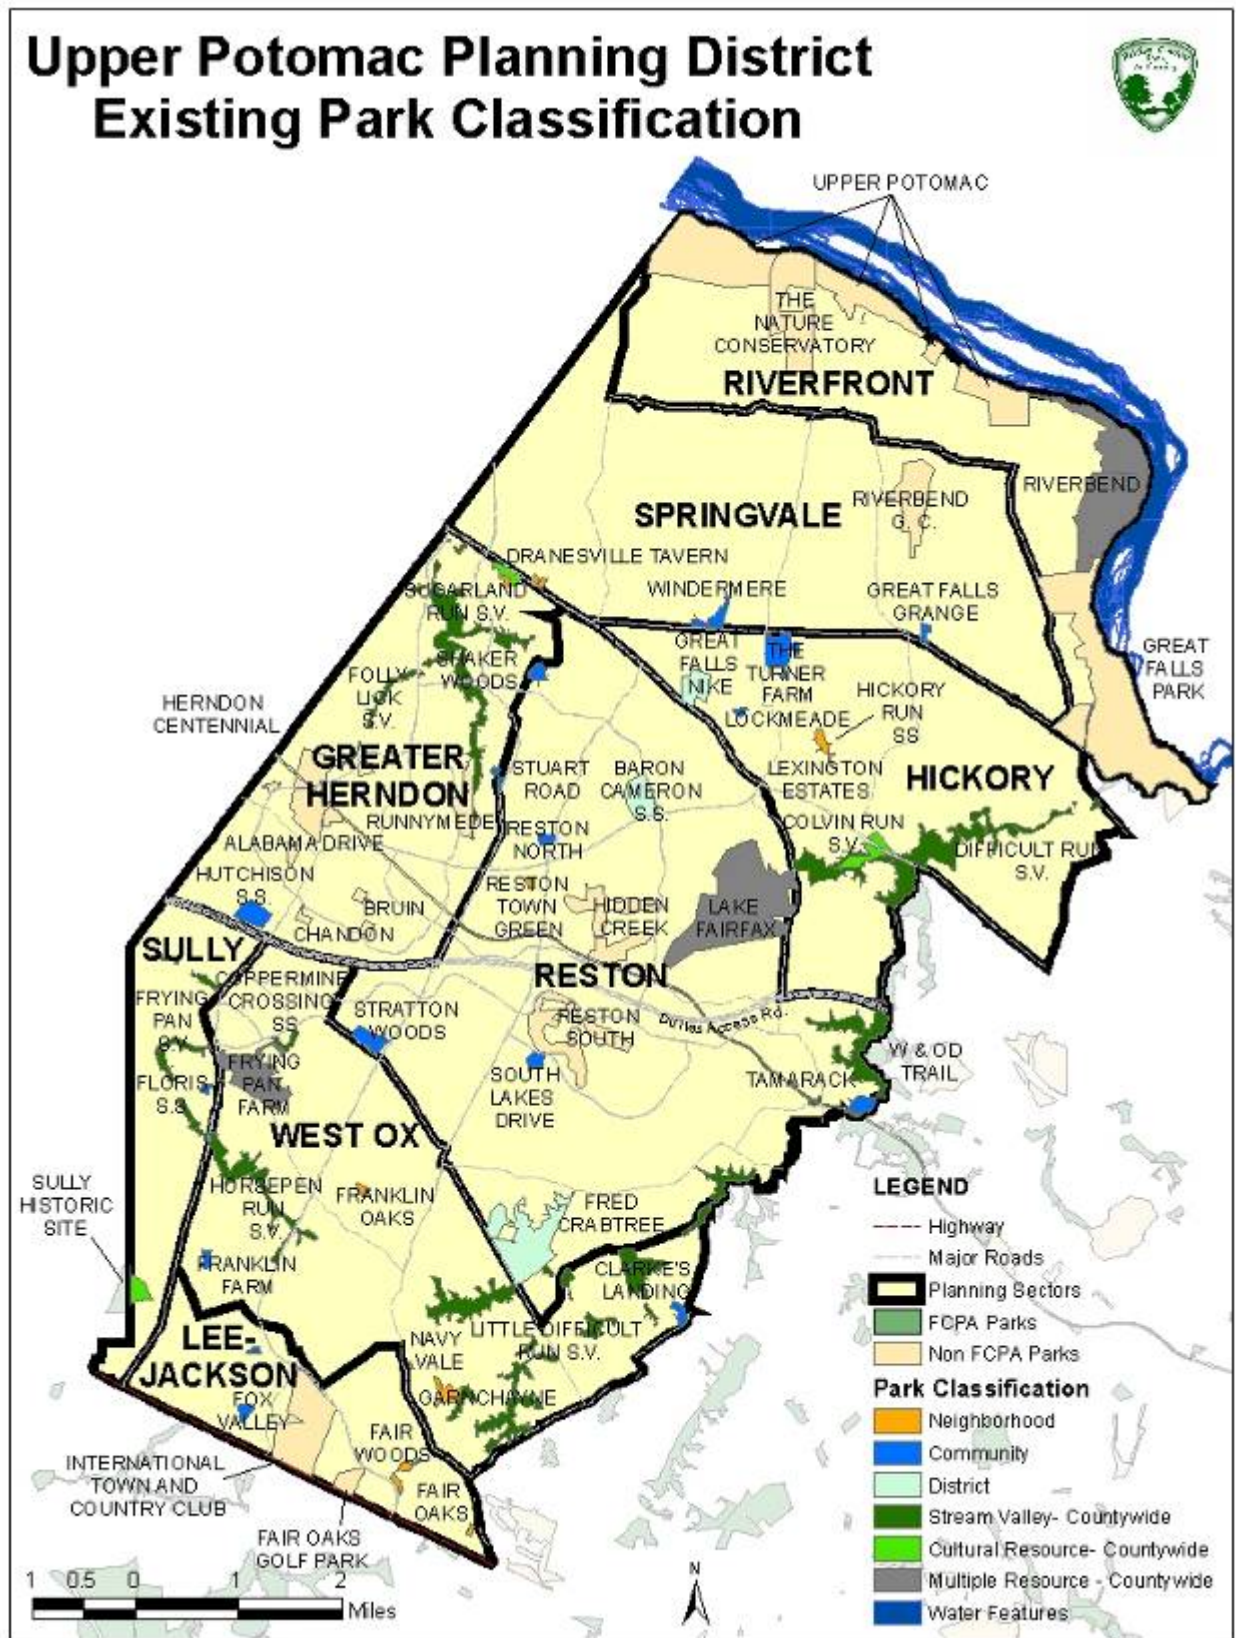 Upper Potomac Planning District
Existing Park Classification
UPPER POTOMAC
THE
NATURE
CONSERVATORY
RIVERFRONT
RIVERBEND
SPRINGVALE
RIVERBEND
G. C.
DRANESVILLE TAVERN
SUGARLAND
RUN S.V.
WINDERMERE
GREAT FALLS
GRANGE
GREAT
FALLS
PARK
GREAT
FALLS
NIKE
THE
TURNER
FARM
SHAKER
WOODS
FOLLY
LICK
S.V.
HICKORY
RUN
SS
LOCKMEADE
HERNDON
CENTENNIAL
GREATER
HERNDON
STUART
ROAD
BARON
CAMERON
S.S.
LEXINGTON
ESTATES
HICKORY
RUNNYMEDE
ALABAMA DRIVE
RESTON
NORTH
COLVIN RUN
S.V.
DIFFICULT RUN
S.V.
HUTCHISON
S.S.
BRUIN
CHANDON
RESTON
TOWN
GREEN
HIDDEN
CREEK
LAKE
FAIRFAX
SULLY
RESTON
FRYING
PAN
S.V.
COPPERMINE
CROSSING
SS
STRATTON
WOODS
RESTON
SOUTH
Dulles Access Rd.
FLORIS
S.S
FRYING
PAN
FARM
SOUTH
LAKES
DRIVE
TAMARACK
W & OD
TRAIL
WEST OX
SULLY
HISTORIC
SITE
HORSEPEN
RUN
S.V.
FRANKLIN
OAKS
FRED
CRABTREE
FRANKLIN
FARM
CLARKE'S
LANDING
LEE-
JACKSON
NAVY
VALE
LITTLE DIFFICULT
RUN S.V.
GARNCHAYNE
FOX
VALLEY
FAIR
WOODS
FAIR
OAKS
INTERNATIONAL
TOWN AND
COUNTRY CLUB
FAIR OAKS
GOLF PARK
LEGEND
Highway
Major Roads
Planning Sectors
FCPA Parks
Non FCPA Parks
Park Classification
Neighborhood
Community
District
Stream Valley- Countywide
Cultural Resource- Countywide
Multiple Resource - Countywide
Water Features
1 0.5 0 1 2
Miles
N